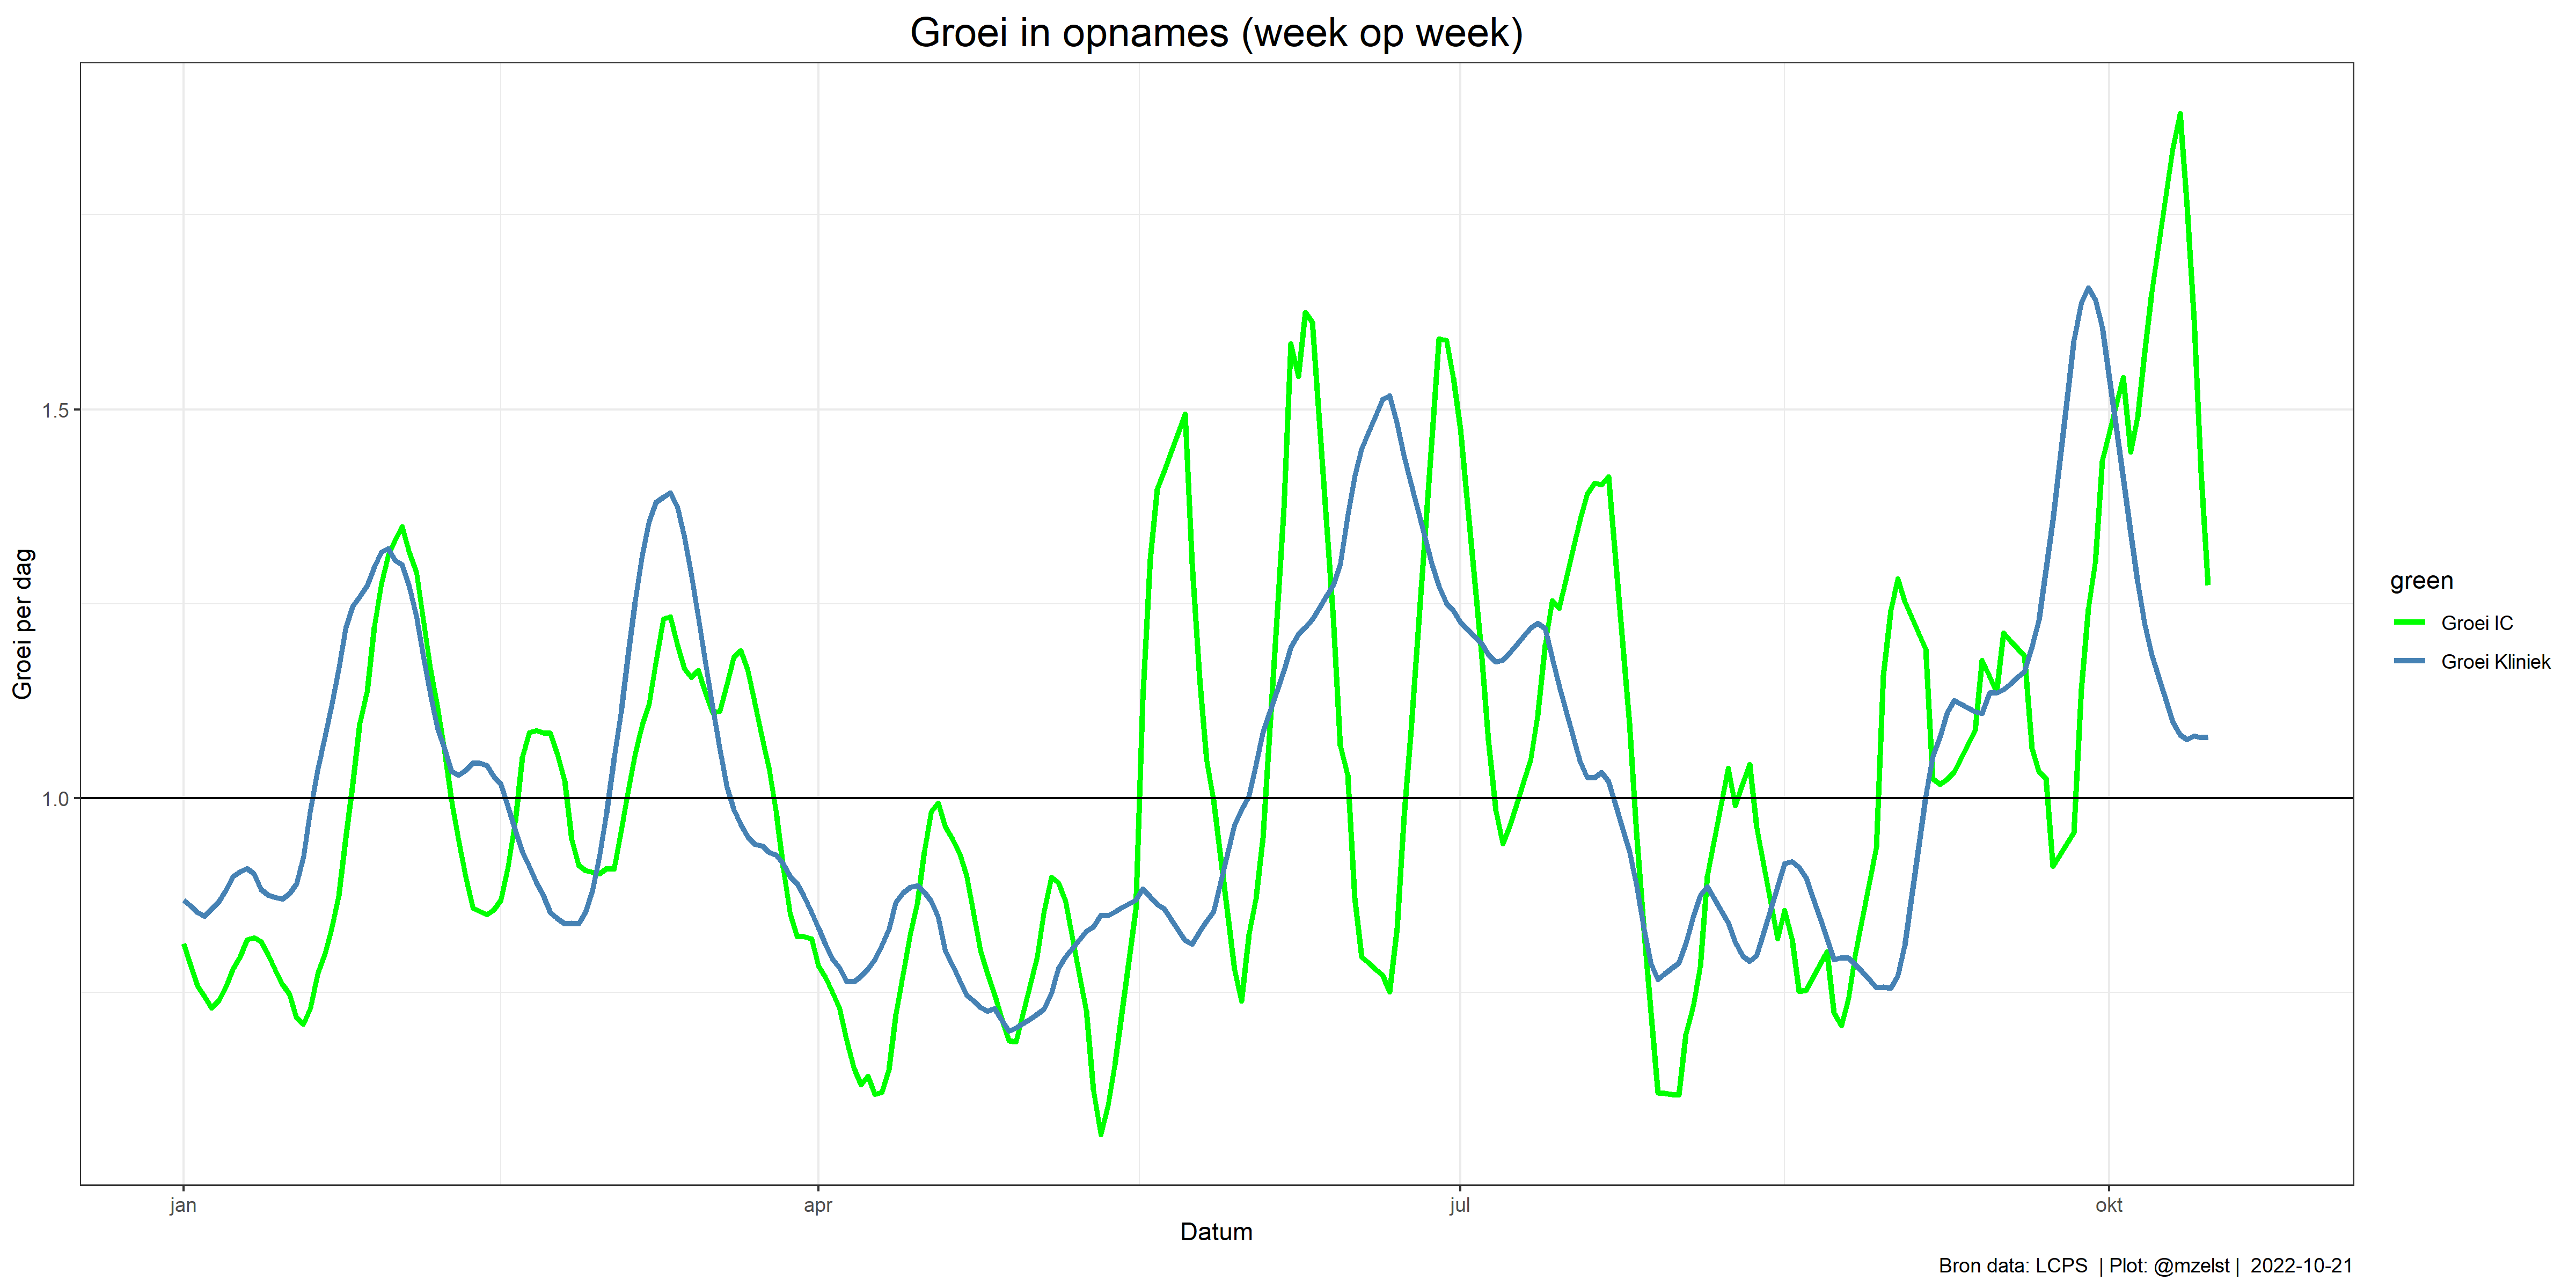 Groei in opnames (week op week)
Groei per dag
1.5
1.0
jan
apr
jul
okt
Datum
green
Groei IC
Groei Kliniek
Bron data: LCPS | Plot: @mzelst | 2022-10-21